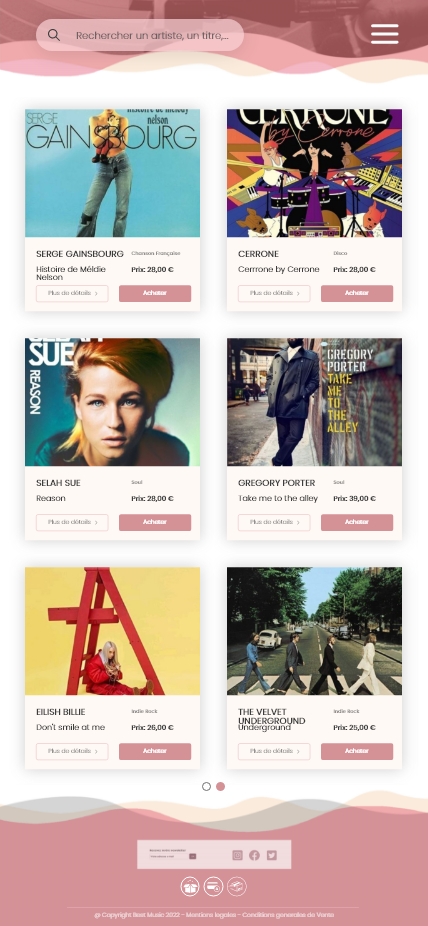 Rechercher un artiste, un titre,...
histoire de melody
nelson
SERGE
GAINSBOURG
CERRONE
by Cerrone
SERGE GAINSBOURG Chanson Française
Histoire de Méldie Prix: 28,00 €
Nelson
Plus de détails > Acheter
CERRONE Disco
Cerrrone by Cerrone Prix: 28,00 €
Plus de détails > Acheter
SELAH
SUE
REASON
GREGORY
PORTER
TAKE
ME
TO
THE
ALLEY
SELAH SUE Soul
Reason Prix: 28,00 €
Plus de détails > Acheter
GREGORY PORTER Soul
Take me to the alley Prix: 39,00 €
Plus de détails > Acheter
EILISH BILLIE Indie Rock
Don't smile at me Prix: 26,00 €
Plus de détails > Acheter
THE VELVET Indie Rock
UNDERGROUND
Underground Prix: 25,00 €
Plus de détails > Acheter
@ Copyright Beat Music 2022 - Mentions legales - Conditions generales de Vente